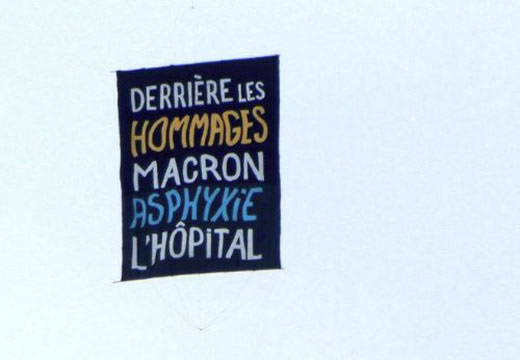 DERRIÈRE LES
HOMMAGES
MACRON
ASPHYXiE
L'HÔPiTAL